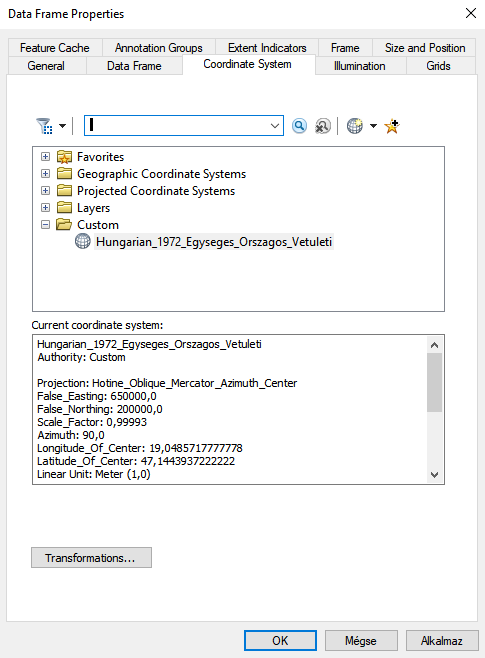 Data Frame Properties
Feature Cache Annotation Groups Extent Indicators Frame Size and Position
General Data Frame Coordinate System Illumination Grids
Favorites
Geographic Coordinate Systems
Projected Coordinate Systems
Layers
Custom
Hungarian_1972_Egyseges_Orszagos_Vetuleti
Current coordinate system:
Hungarian_1972_Egyseges_Orszagos_Vetuleti
Authority: Custom
Projection: Hotine_Oblique_Mercator_Azimuth_Center
False_Easting: 650000,0
False_Northing: 200000,0
Scale_Factor: 0,99993
Azimuth: 90,0
Longitude_Of_Center: 19,0485717777778
Latitude_Of_Center: 47,1443937222222
Linear Unit: Meter (1,0)
Transformations...
OK Mégse Alkalmaz